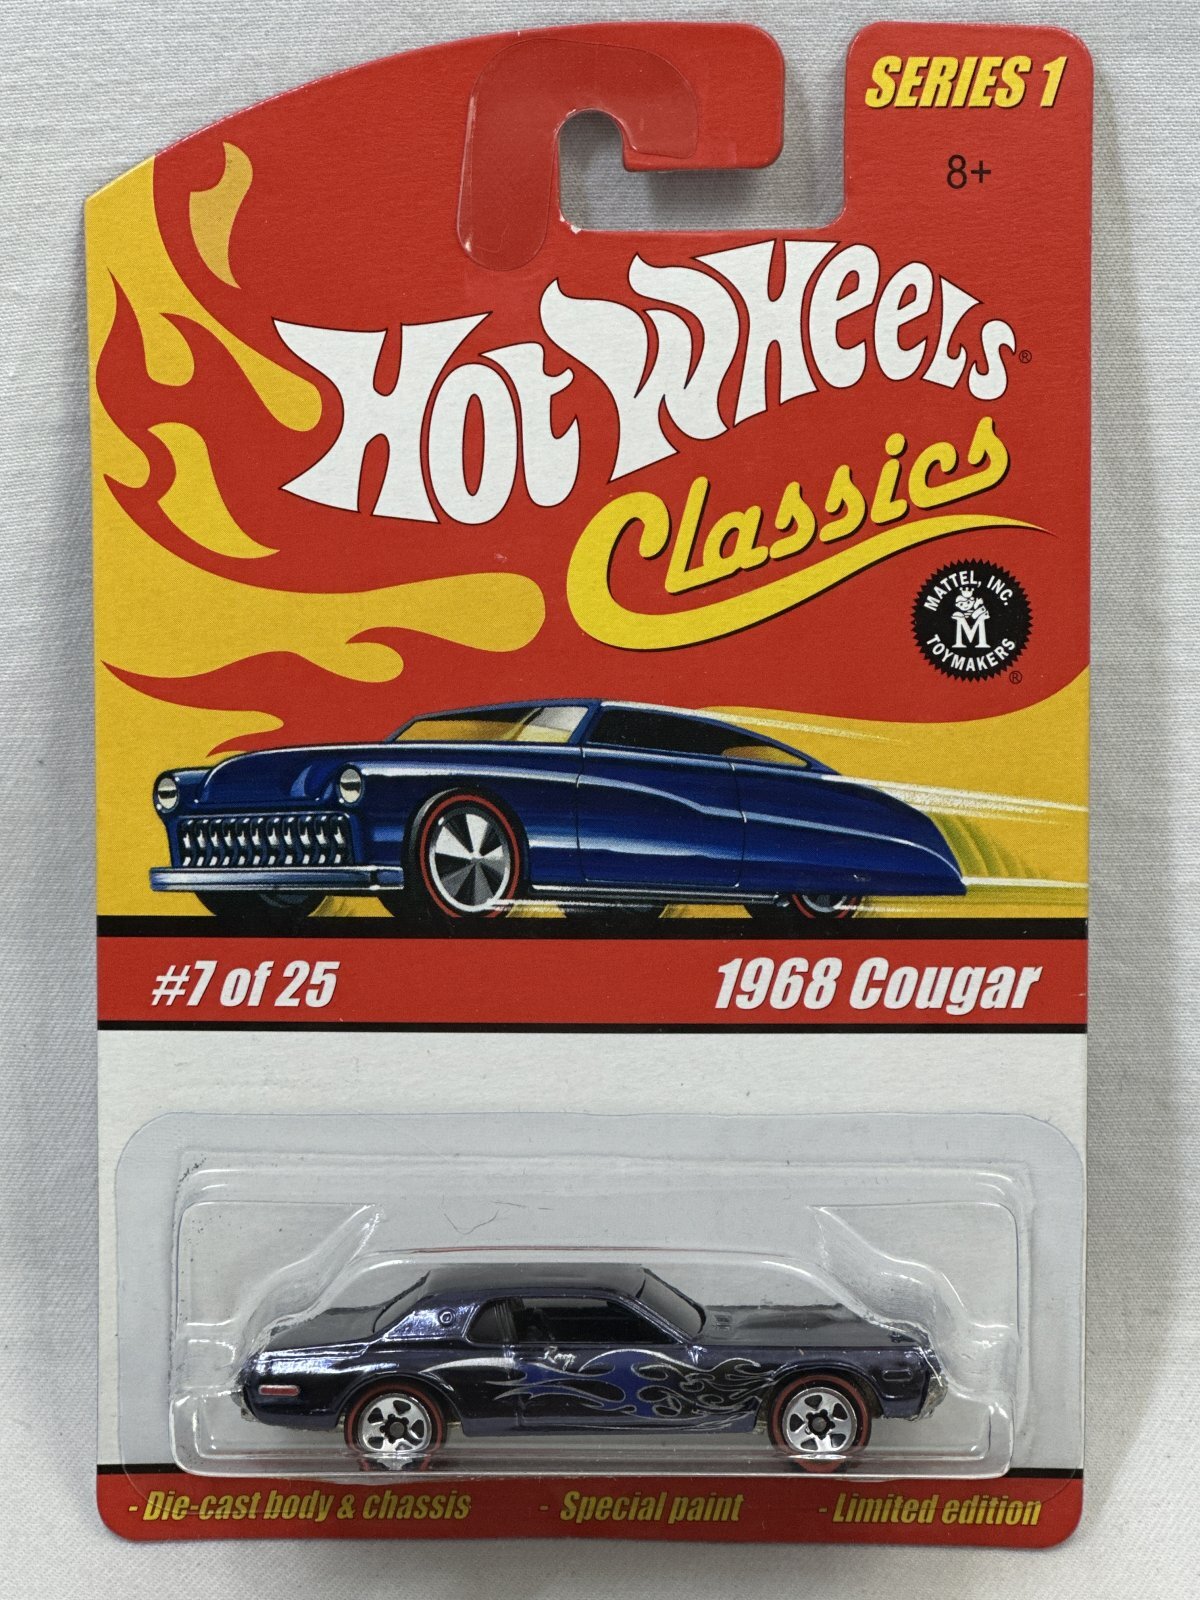 SERIES 1
8+
Hot Wheels®
Classics
MATTEL, INC.
M
TOYMAKERS
®
#7 of 25
1968 Cougar
- Die-cast body & chassis
- Special paint
- Limited edition